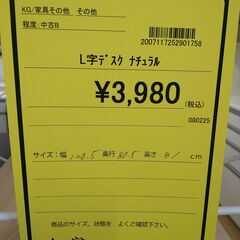 KG/家具その他 その他
程度:中古B
2007117252901758
L字ﾃﾞｽｸ ﾅﾁｭﾗﾙ
¥3,980(税込)
080225
サイズ:幅 奥行 高さ 81 cm
商品のサイズ、状態を よくご確認下さい。